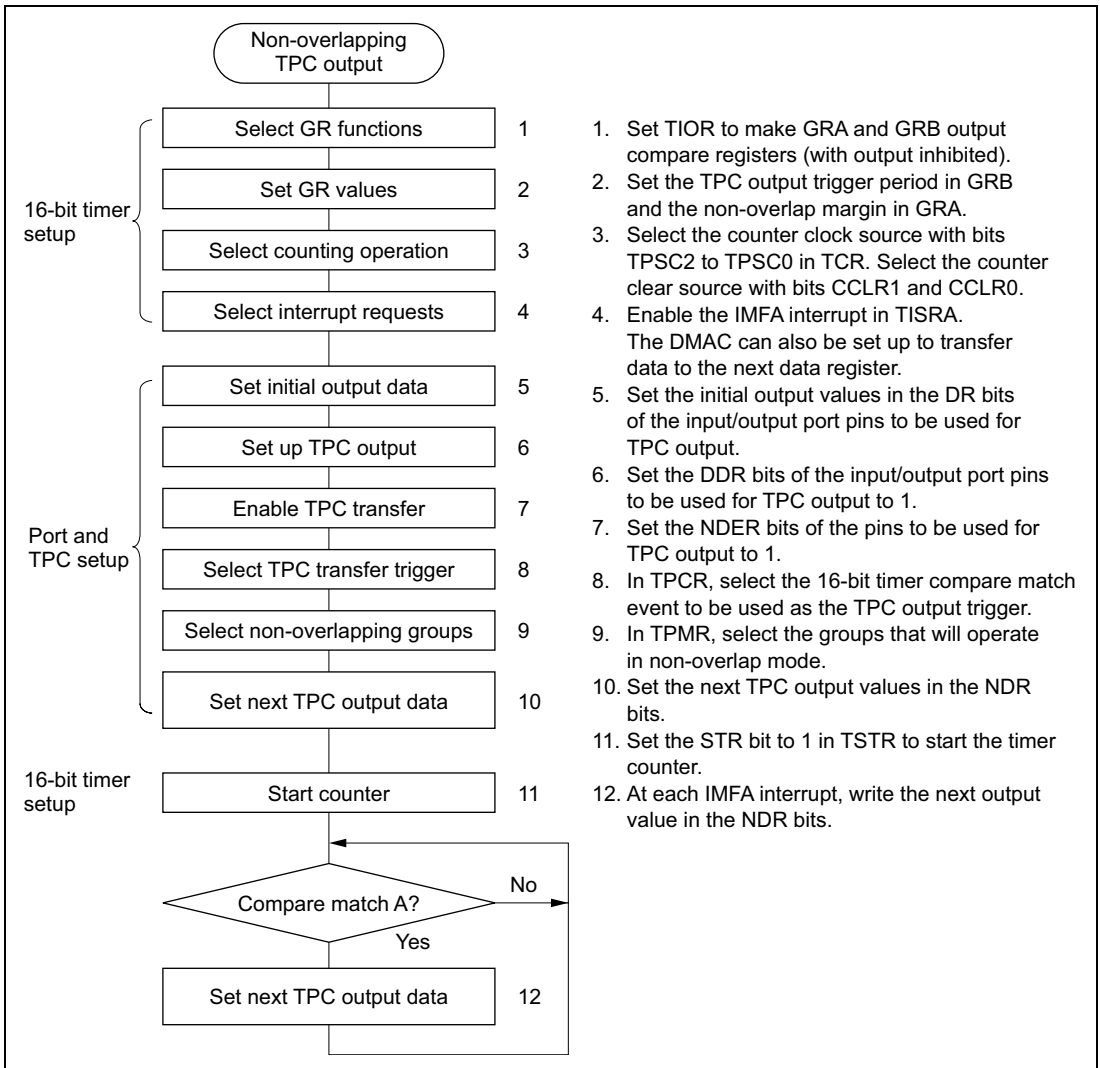 Non-overlapping
TPC output
16-bit timer
setup
Select GR functions 1
Set GR values 2
Select counting operation 3
Select interrupt requests 4
Port and
TPC setup
Set initial output data 5
Set up TPC output 6
Enable TPC transfer 7
Select TPC transfer trigger 8
Select non-overlapping groups 9
Set next TPC output data 10
16-bit timer
setup
Start counter 11
Compare match A?
No
Yes
Set next TPC output data 12
1. Set TIOR to make GRA and GRB output
compare registers (with output inhibited).
2. Set the TPC output trigger period in GRB
and the non-overlap margin in GRA.
3. Select the counter clock source with bits
TPSC2 to TPSC0 in TCR. Select the counter
clear source with bits CCLR1 and CCLR0.
4. Enable the IMFA interrupt in TISRA.
The DMAC can also be set up to transfer
data to the next data register.
5. Set the initial output values in the DR bits
of the input/output port pins to be used for
TPC output.
6. Set the DDR bits of the input/output port pins
to be used for TPC output to 1.
7. Set the NDER bits of the pins to be used for
TPC output to 1.
8. In TPCR, select the 16-bit timer compare match
event to be used as the TPC output trigger.
9. In TPMR, select the groups that will operate
in non-overlap mode.
10. Set the next TPC output values in the NDR
bits.
11. Set the STR bit to 1 in TSTR to start the timer
counter.
12. At each IMFA interrupt, write the next output
value in the NDR bits.